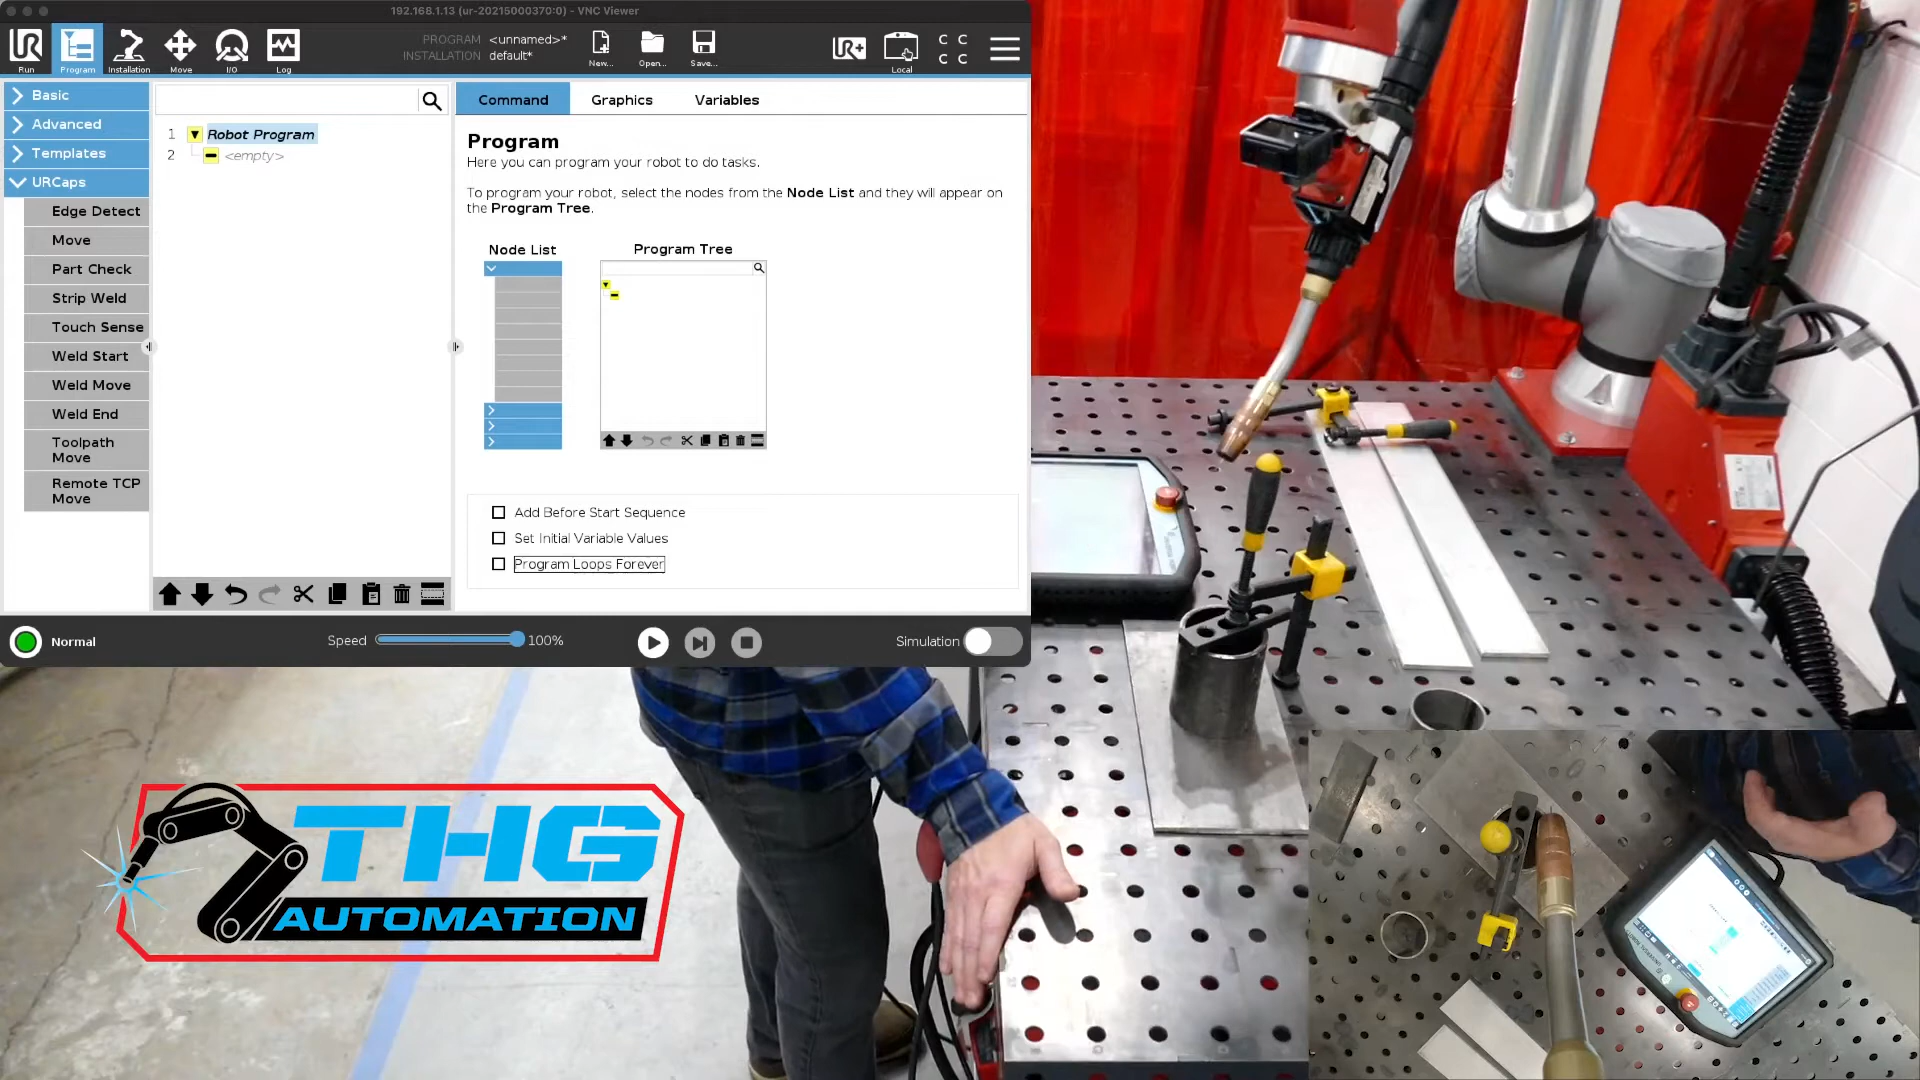 192.168.1.13 (ur-20215000370:0) - VNC Viewer
Run
Program
Installation
Move
I/O
Log
PROGRAM <unnamed>*
INSTALLATION default*
New...
Open...
Save...
UR+
Local
C C
C C
Basic
Advanced
Templates
URCaps
Edge Detect
Move
Part Check
Strip Weld
Touch Sense
Weld Start
Weld Move
Weld End
Toolpath
Move
Remote TCP
Move
1 Robot Program
2 <empty>
Command Graphics Variables
Program
Here you can program your robot to do tasks.
To program your robot, select the nodes from the Node List and they will appear on
the Program Tree.
Node List
Program Tree
Add Before Start Sequence
Set Initial Variable Values
Program Loops Forever
Normal
Speed 100%
Simulation
THG
AUTOMATION